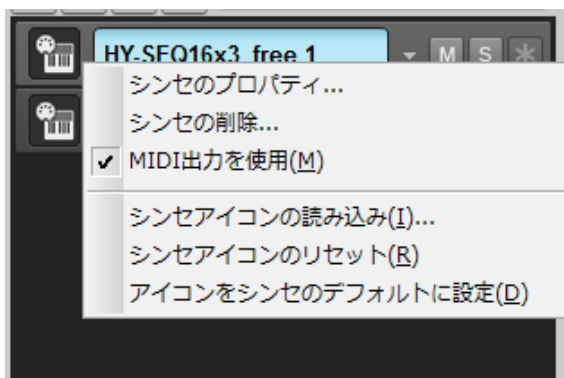 HY-SEQ16x3 free 1
M S
シンセのプロパティ...
シンセの削除...
MIDI出力を使用(M)
シンセアイコンの読み込み(I)...
シンセアイコンのリセット(R)
アイコンをシンセのデフォルトに設定(D)